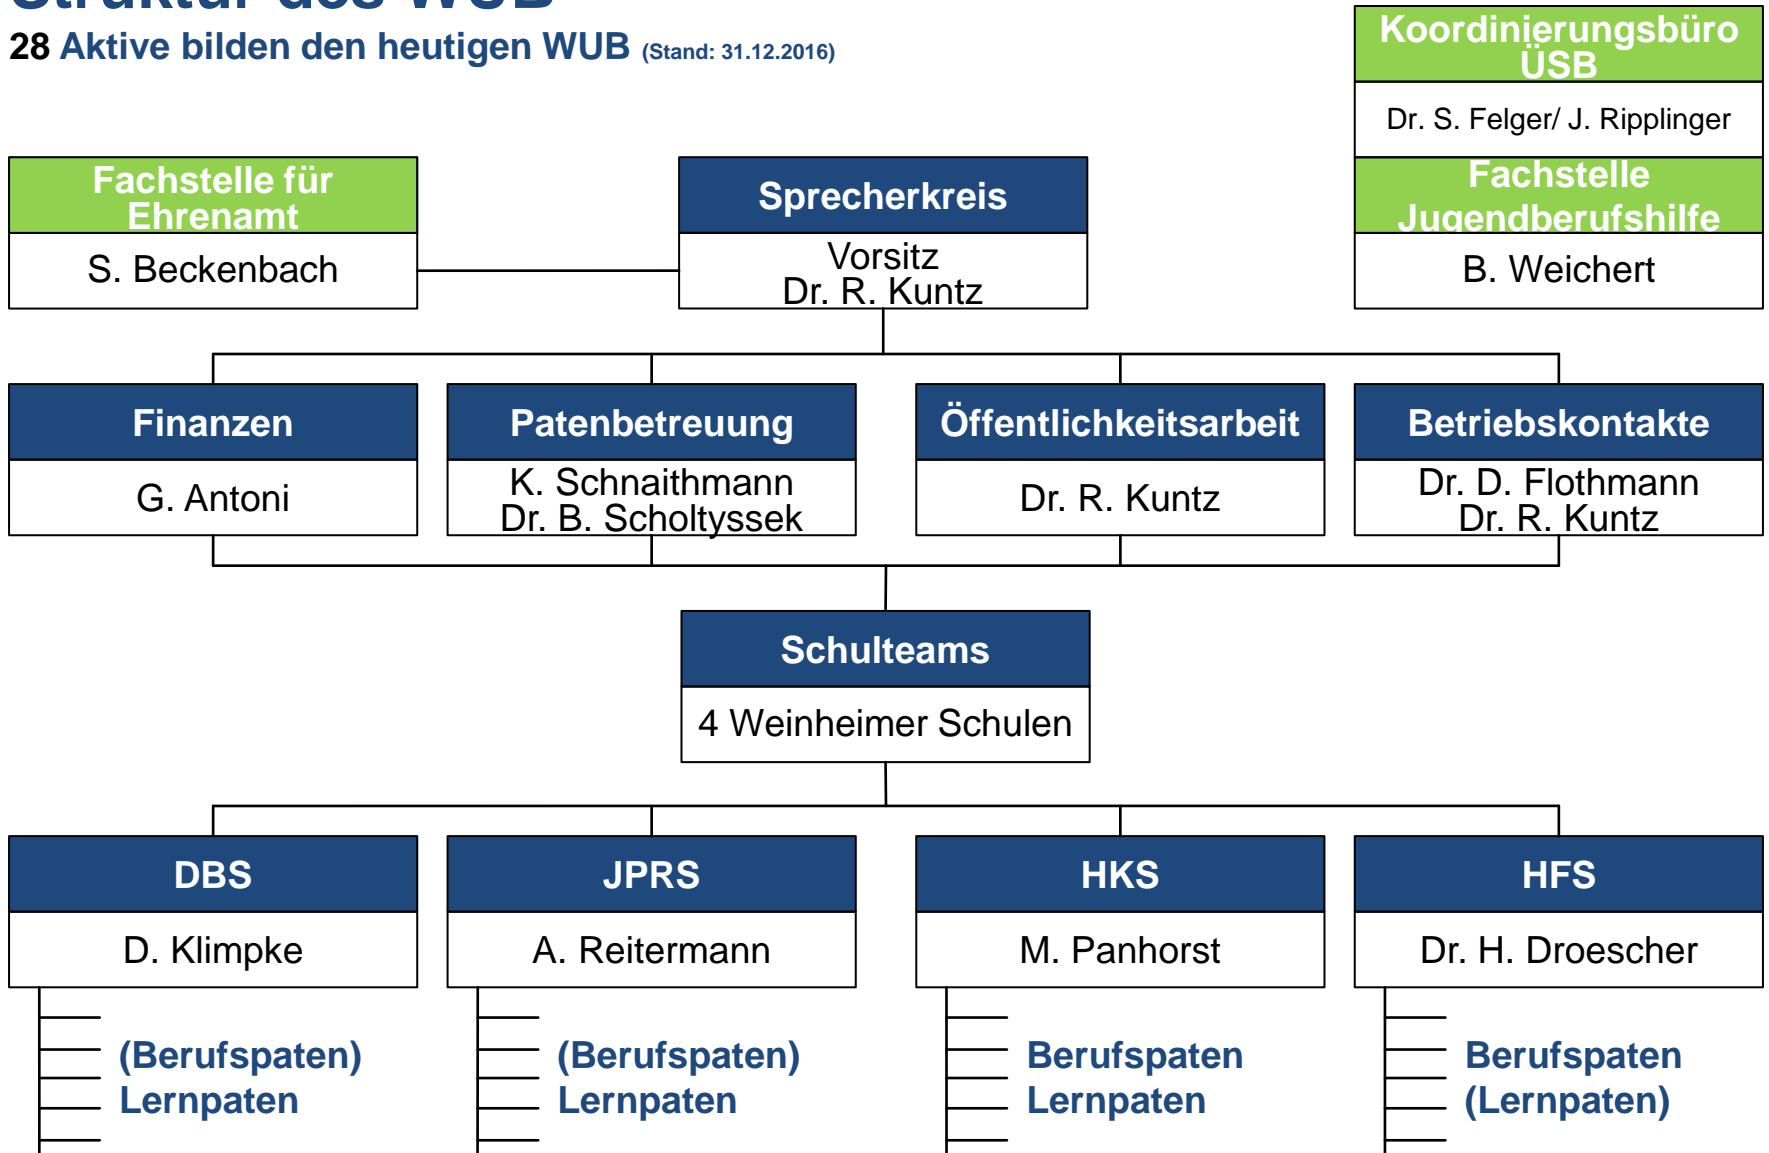 Struktur des WUB
28 Aktive bilden den heutigen WUB (Stand: 31.12.2016)
Koordinierungsbüro
ÜSB
Dr. S. Felger/ J. Ripplinger
Fachstelle
Jugendberufshilfe
B. Weichert
Fachstelle für
Ehrenamt
S. Beckenbach
Sprecherkreis
Vorsitz
Dr. R. Kuntz
Finanzen
G. Antoni
Patenbetreuung
K. Schnaithmann
Dr. B. Scholtyssek
Öffentlichkeitsarbeit
Dr. R. Kuntz
Betriebskontakte
Dr. D. Flothmann
Dr. R. Kuntz
Schulteams
4 Weinheimer Schulen
DBS
D. Klimpke
(Berufspaten)
Lernpaten
JPRS
A. Reitermann
(Berufspaten)
Lernpaten
HKS
M. Panhorst
Berufspaten
Lernpaten
HFS
Dr. H. Droescher
Berufspaten
(Lernpaten)